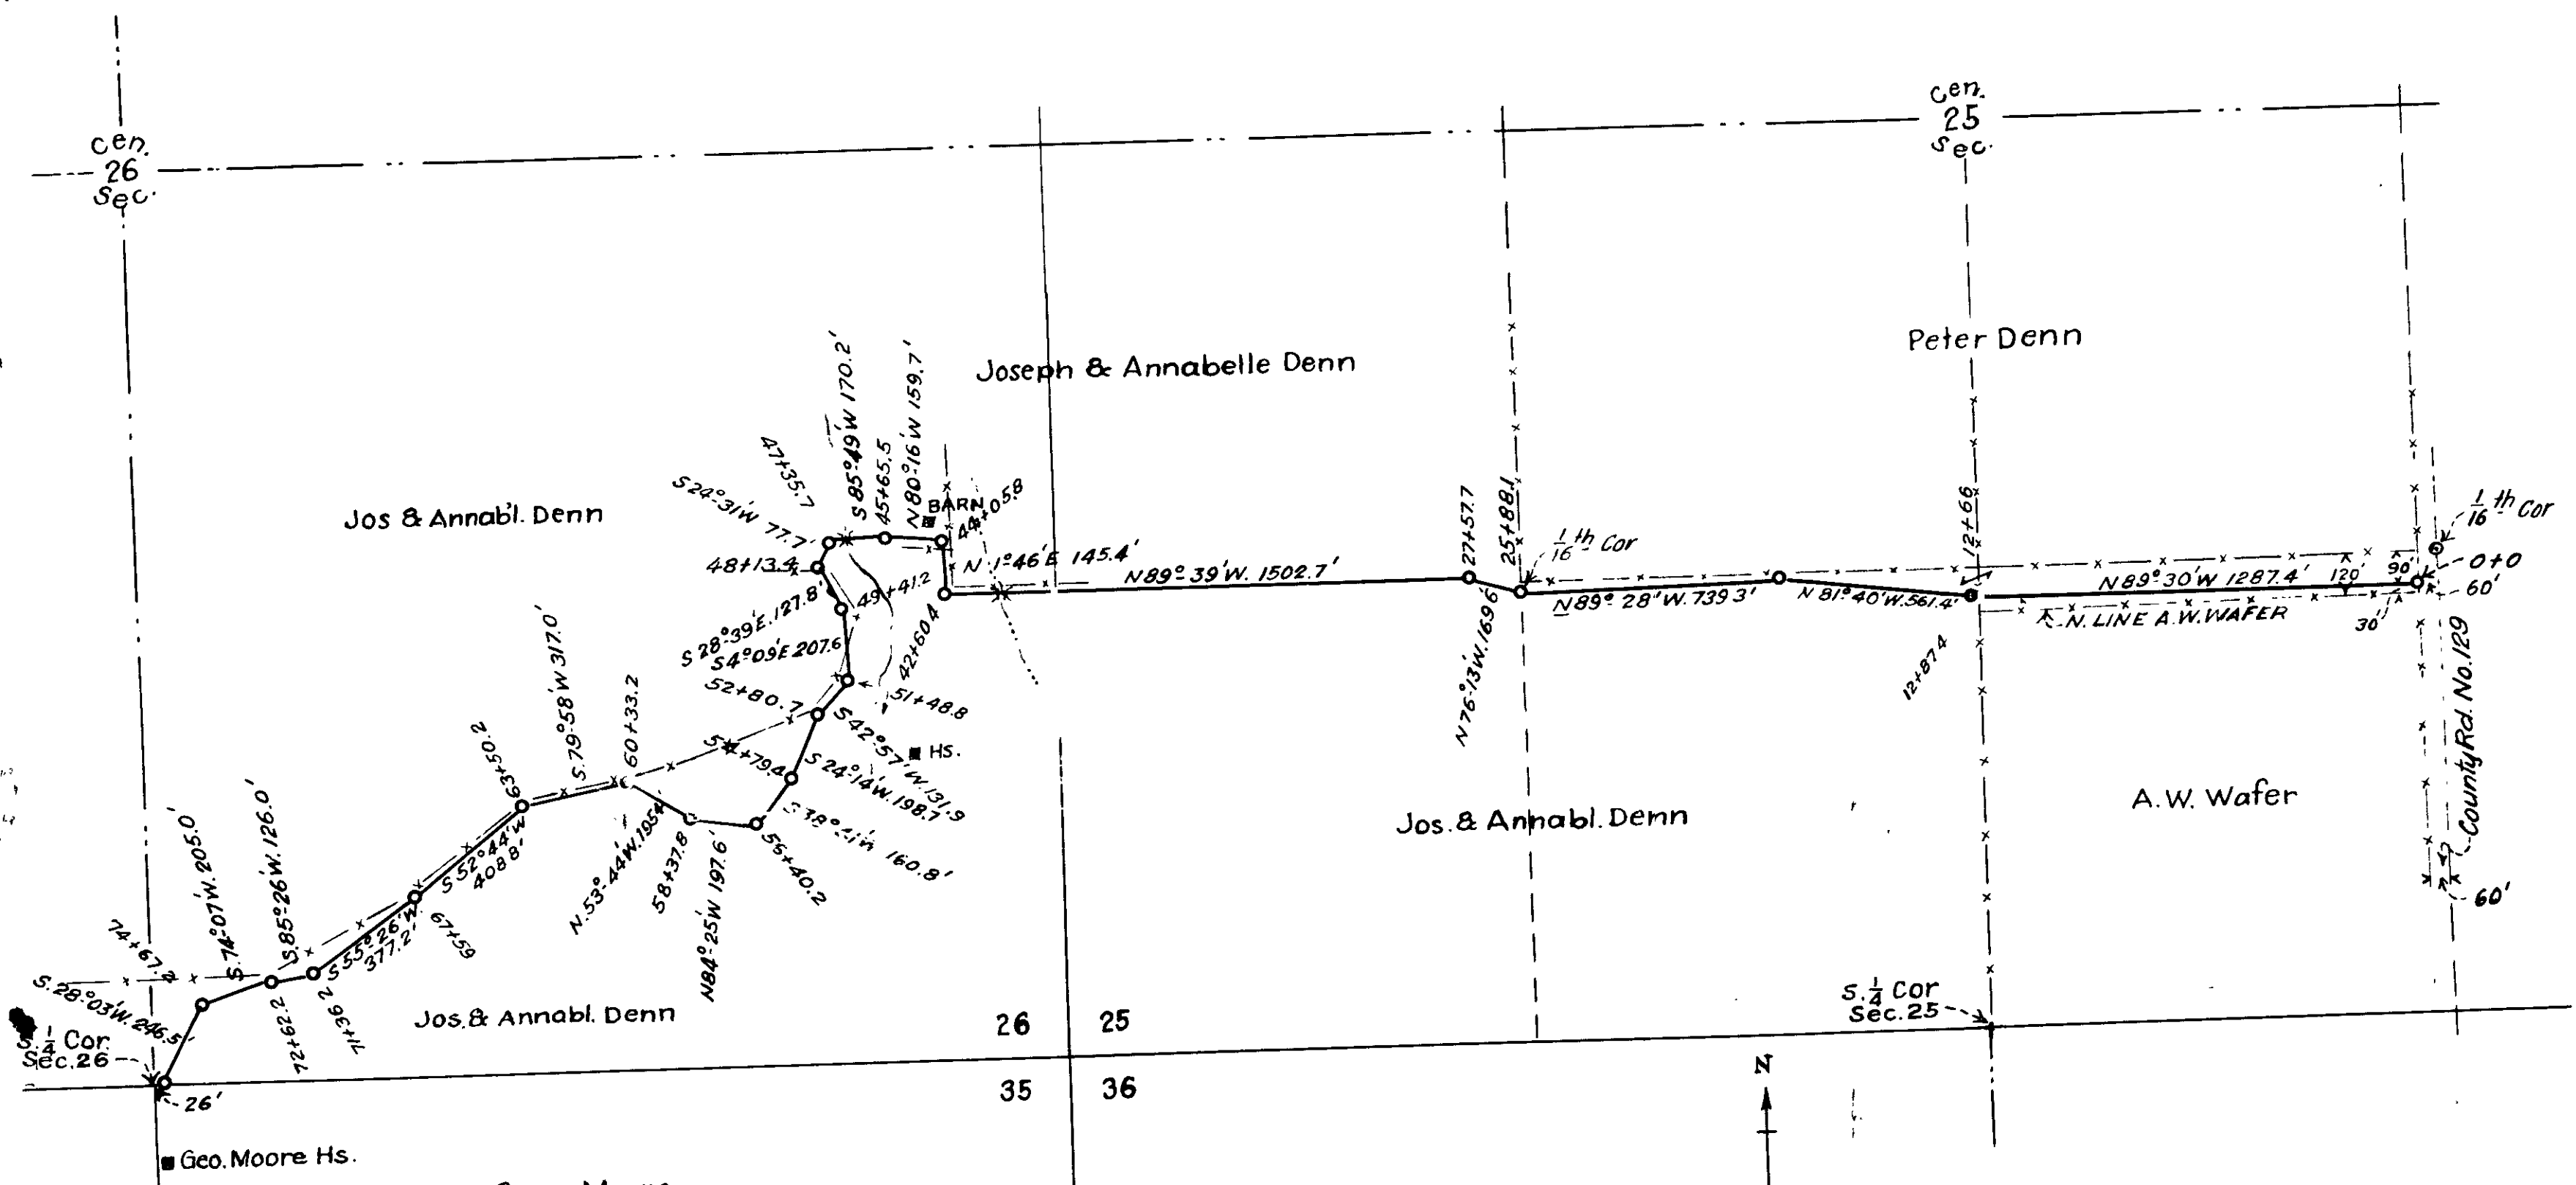 cen.
26
Sec.
cen.
25
Sec.
Peter Denn
Joseph & Annabelle Denn
Jos & Annabl. Denn
S 85°-49'W 170.2'
45+65.5
N 80°-16'W 159.7'
47+35.7
S 24°-31'W 77.7'
BARN
44+05.8
48+13.4
N 1°-46'E 145.4'
N 89°-39'W. 1502.7'
27+57.7
25+88.1
1/16 th Cor
12+66
1/16 th Cor
0+0
N 89°-30'W 1287.4'
120'
90'
60'
N 89°-28'W. 739.3'
N 81°-40'W. 561.4'
N. LINE A.W. WAFER
30'
S 28°-39'E. 127.8'
49+41.2
S 4°-09'E 207.6
42+60.4
N 76°-13'W. 169.6'
12+87.4
County Rd. No. 129
52+80.7
51+48.8
S 42°-57'W. 131.9
HS.
54+79.4
S 24°-14'W. 198.7
S 38°-41'W 160.8'
63+50.2
S. 79°-58'W 317.0'
60+33.2
A.W. Wafer
Jos. & Annabl. Denn
N. 53°-44'W. 195.4'
58+37.8
N 84°-25'W 197.6'
56+40.2
S 52°44'W
408.8'
67+59
S 55°-26'W.
377.2'
60'
74+67.2
S. 74°-07'W. 205.0'
S. 85°-26'W. 126.0'
S. 28°-03'W. 246.5'
72+62.2
71+36.2
Jos. & Annabl. Denn
26 25
35 36
S. 1/4 Cor
Sec. 25
S. 1/4 Cor.
Sec. 26
26'
N
Geo. Moore Hs.